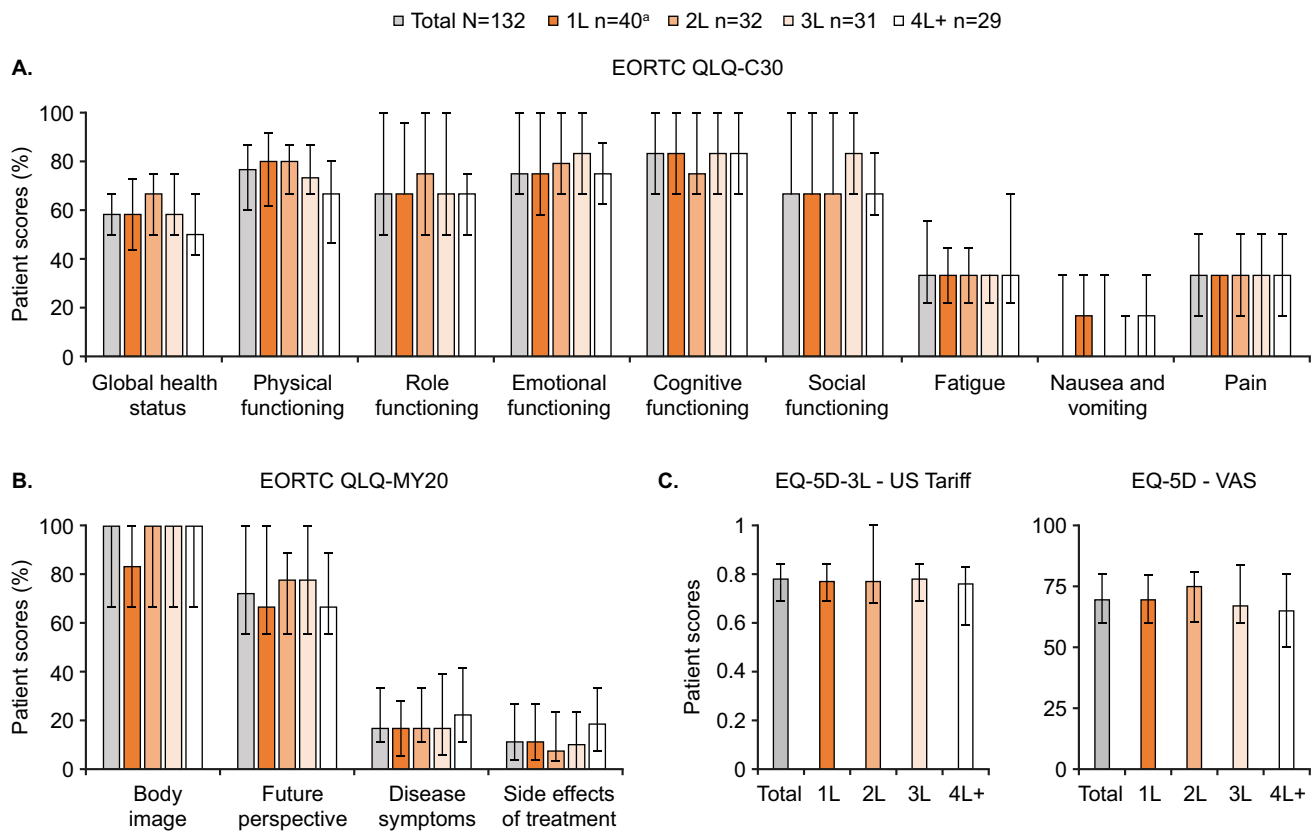 Total N=132 1L n=40ª 2L n=32 3L n=31 4L+ n=29
A.
EORTC QLQ-C30
Patient scores (%)
100
80
60
40
20
0
Global health
status
Physical
functioning
Role
functioning
Emotional
functioning
Cognitive
functioning
Social
functioning
Fatigue
Nausea and
vomiting
Pain
B.
EORTC QLQ-MY20
Patient scores (%)
100
80
60
40
20
0
Body
image
Future
perspective
Disease
symptoms
Side effects
of treatment
C.
EQ-5D-3L - US Tariff
Patient scores
1
0.8
0.6
0.4
0.2
0
Total 1L 2L 3L 4L+
EQ-5D - VAS
100
75
50
25
0
Total 1L 2L 3L 4L+